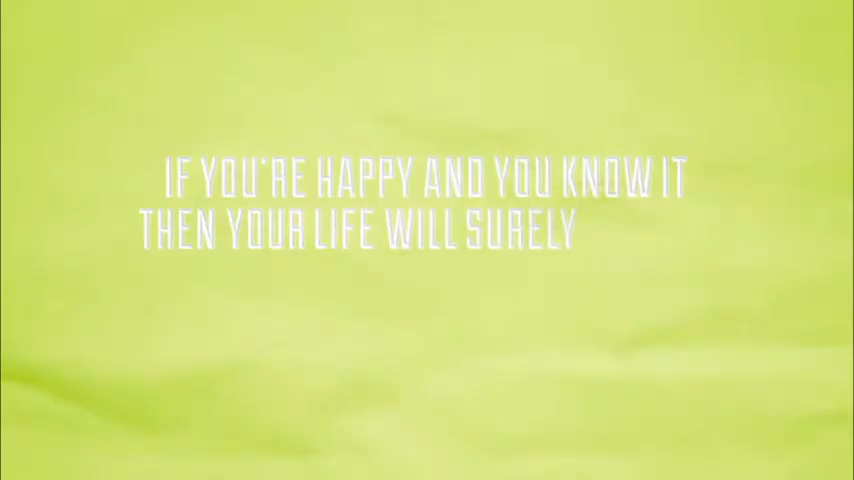 IF YOU'RE HAPPY AND YOU KNOW IT
THEN YOUR LIFE WILL SURELY